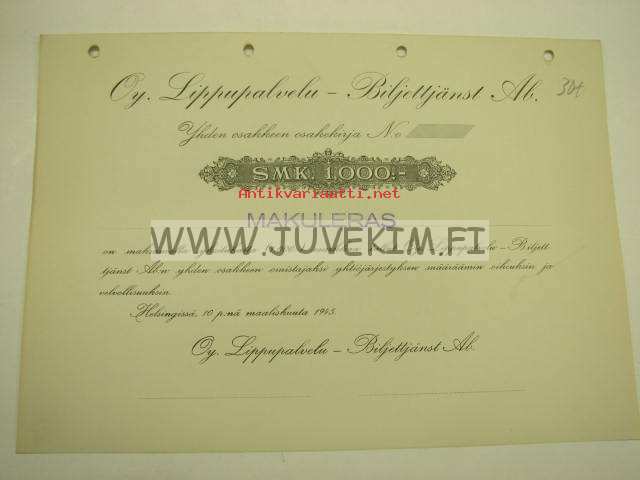 Oy. Lippupalvelu – Biljettjänst Ab.
304
Yhden osakkeen osakekirja No
SMK. 1,000:-
Antikvariaatti.net
MAKULERAS
WWW.JUVEKIM.FI
on Lippupalvelu – Biljett
tjänst Ab:n yhden osakkeen omistajaksi yhtiöjärjestyksen määräämin oikeuksin ja
velvollisuuksin.
Helsingissä, 10 p:nä maaliskuuta 1945.
Oy. Lippupalvelu – Biljettjänst Ab.